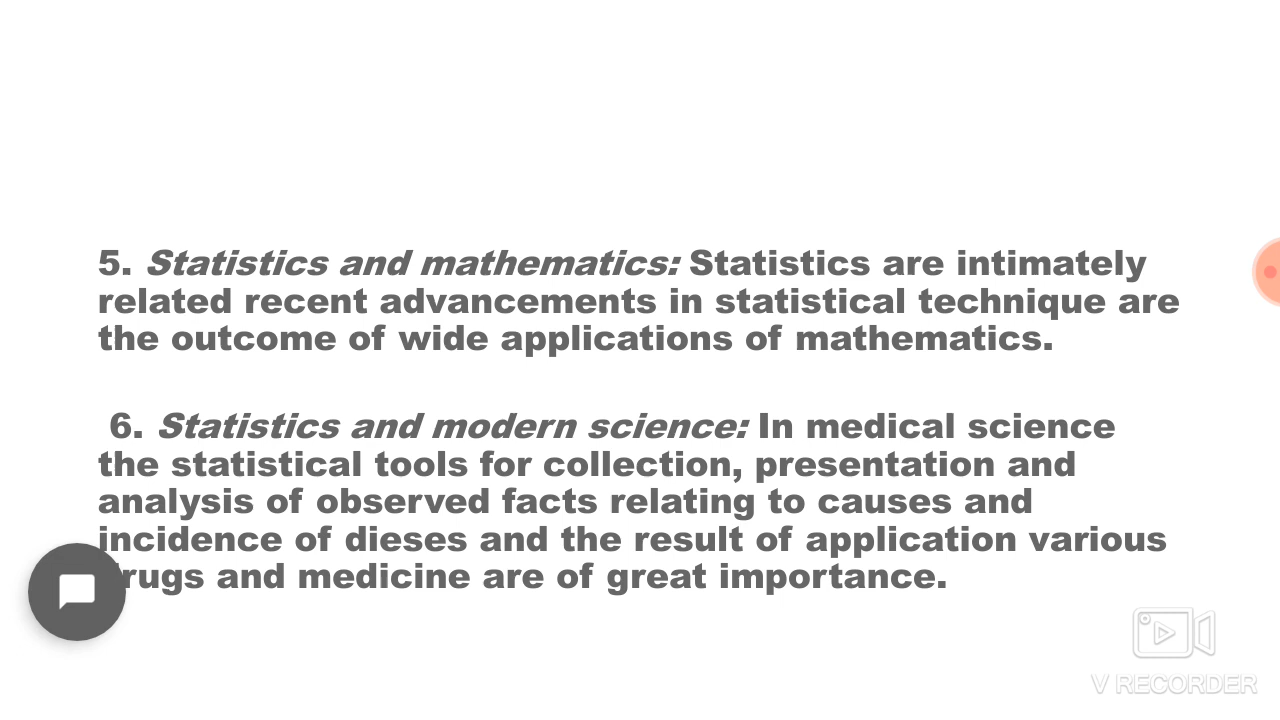 5. Statistics and mathematics: Statistics are intimately
related recent advancements in statistical technique are
the outcome of wide applications of mathematics.
6. Statistics and modern science: In medical science
the statistical tools for collection, presentation and
analysis of observed facts relating to causes and
incidence of dieses and the result of application various
drugs and medicine are of great importance.
V RECORDER